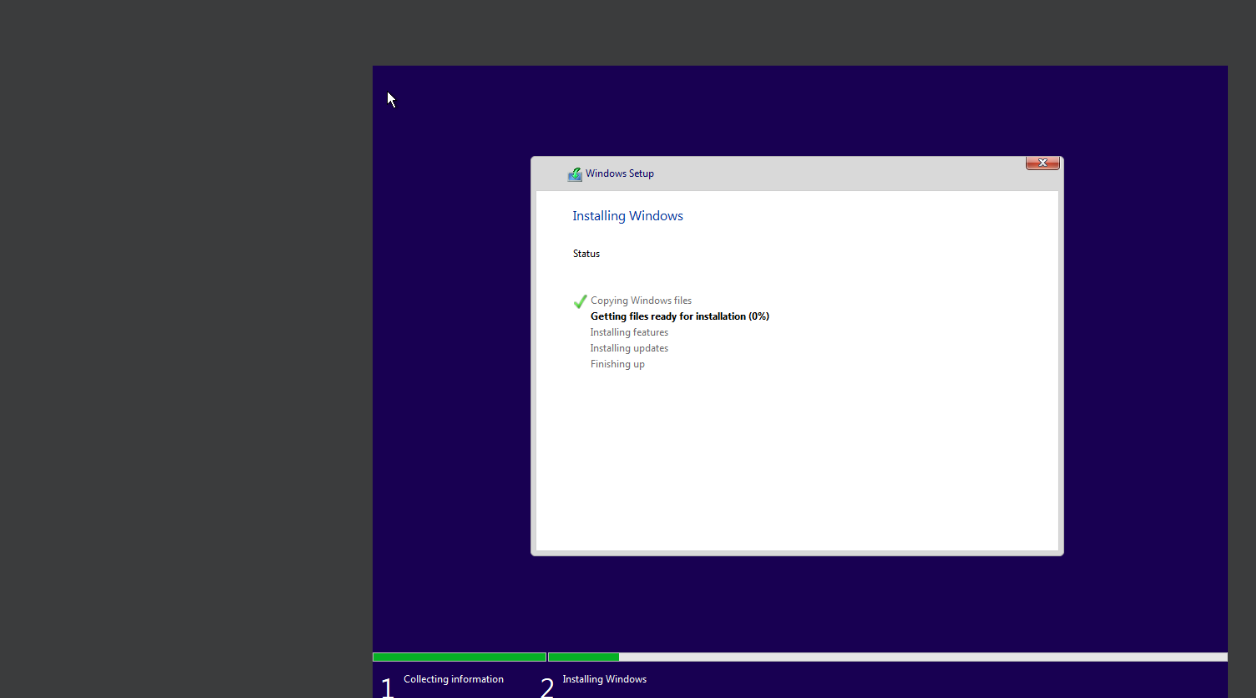 Windows Setup
Installing Windows
Status
Copying Windows files
Getting files ready for installation (0%)
Installing features
Installing updates
Finishing up
1 Collecting information
2 Installing Windows